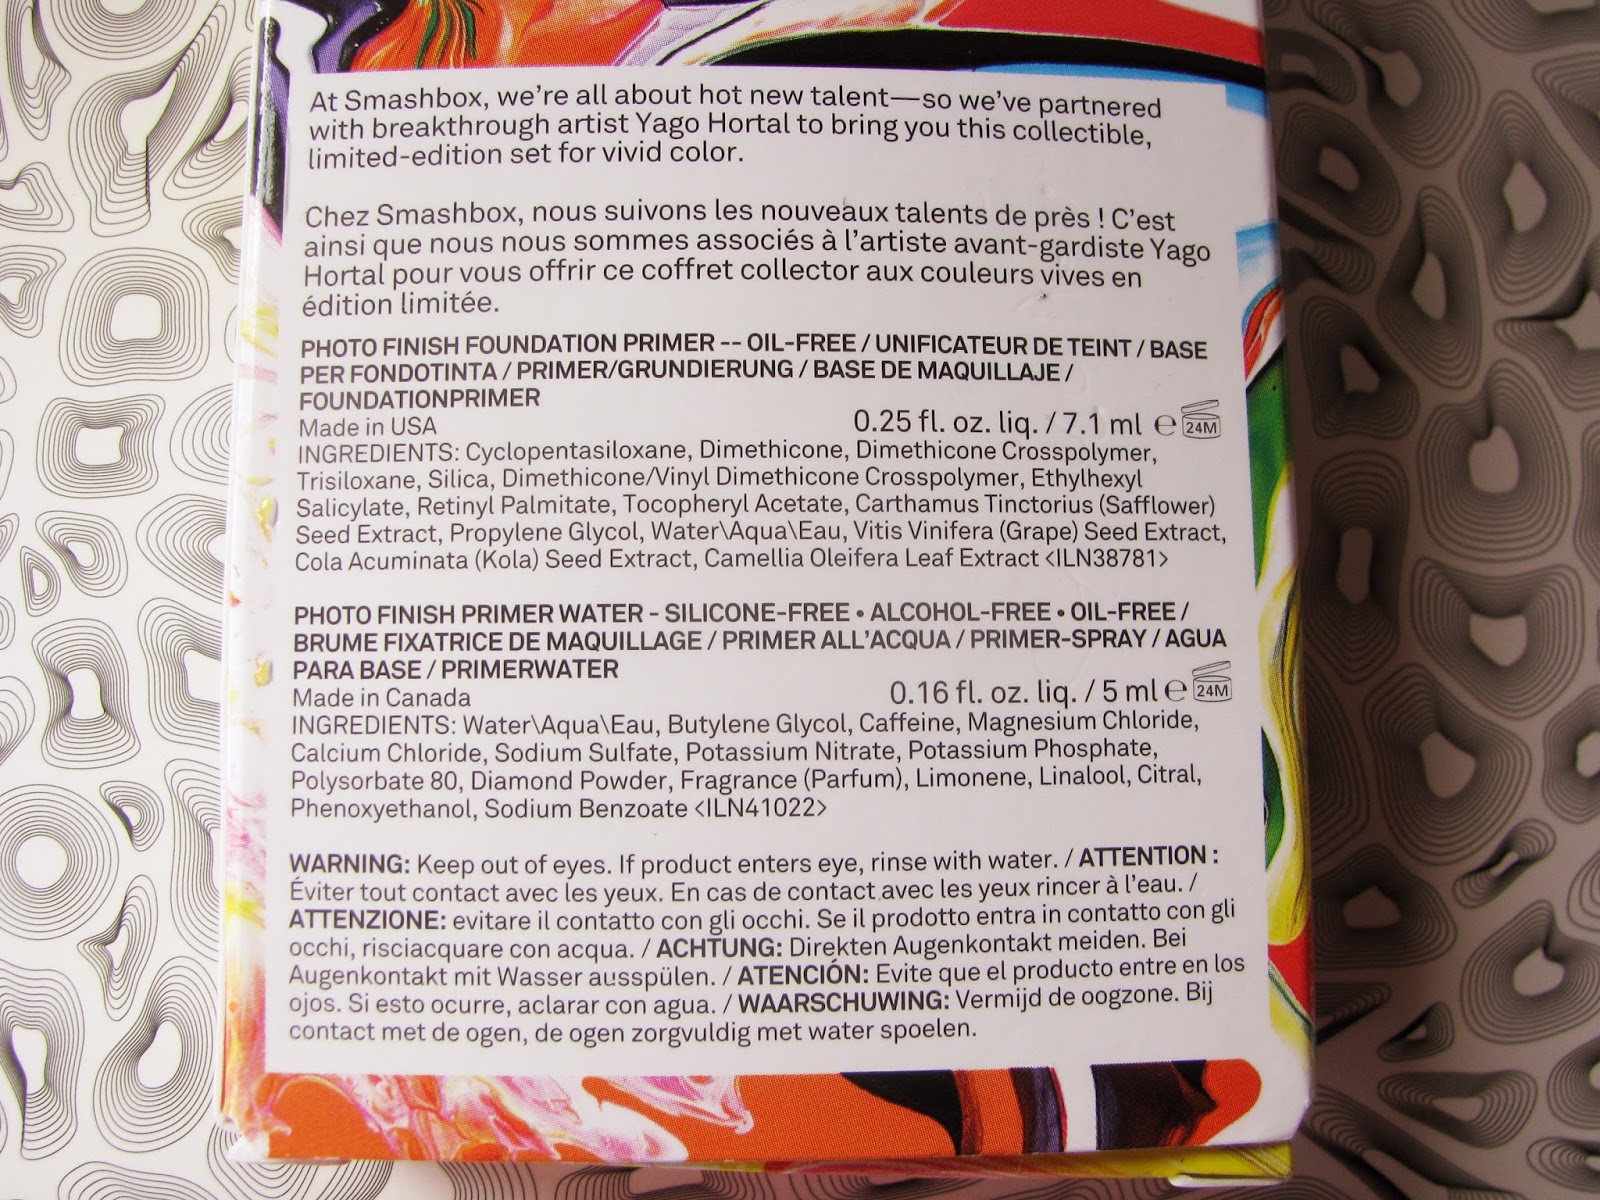 At Smashbox, we're all about hot new talent—so we've partnered
with breakthrough artist Yago Hortal to bring you this collectible,
limited-edition set for vivid color.
Chez Smashbox, nous suivons les nouveaux talents de près ! C'est
ainsi que nous nous sommes associés à l'artiste avant-gardiste Yago
Hortal pour vous offrir ce coffret collector aux couleurs vives en
édition limitée.
PHOTO FINISH FOUNDATION PRIMER -- OIL-FREE / UNIFICATEUR DE TEINT / BASE
PER FONDOTINTA / PRIMER/GRUNDIERUNG / BASE DE MAQUILLAJE /
FOUNDATIONPRIMER
Made in USA 0.25 fl. oz. liq. / 7.1 ml ℮ 24M
INGREDIENTS: Cyclopentasiloxane, Dimethicone, Dimethicone Crosspolymer,
Trisiloxane, Silica, Dimethicone/Vinyl Dimethicone Crosspolymer, Ethylhexyl
Salicylate, Retinyl Palmitate, Tocopheryl Acetate, Carthamus Tinctorius (Safflower)
Seed Extract, Propylene Glycol, Water\Aqua\Eau, Vitis Vinifera (Grape) Seed Extract,
Cola Acuminata (Kola) Seed Extract, Camellia Oleifera Leaf Extract <ILN38781>
PHOTO FINISH PRIMER WATER - SILICONE-FREE • ALCOHOL-FREE • OIL-FREE /
BRUME FIXATRICE DE MAQUILLAGE / PRIMER ALL'ACQUA / PRIMER-SPRAY / AGUA
PARA BASE / PRIMERWATER
Made in Canada 0.16 fl. oz. liq. / 5 ml ℮ 24M
INGREDIENTS: Water\Aqua\Eau, Butylene Glycol, Caffeine, Magnesium Chloride,
Calcium Chloride, Sodium Sulfate, Potassium Nitrate, Potassium Phosphate,
Polysorbate 80, Diamond Powder, Fragrance (Parfum), Limonene, Linalool, Citral,
Phenoxyethanol, Sodium Benzoate <ILN41022>
WARNING: Keep out of eyes. If product enters eye, rinse with water. / ATTENTION :
Éviter tout contact avec les yeux. En cas de contact avec les yeux rincer à l'eau. /
ATTENZIONE: evitare il contatto con gli occhi. Se il prodotto entra in contatto con gli
occhi, risciacquare con acqua. / ACHTUNG: Direkten Augenkontakt meiden. Bei
Augenkontakt mit Wasser ausspülen. / ATENCIÓN: Evite que el producto entre en los
ojos. Si esto ocurre, aclarar con agua. / WAARSCHUWING: Vermijd de oogzone. Bij
contact met de ogen, de ogen zorgvuldig met water spoelen.